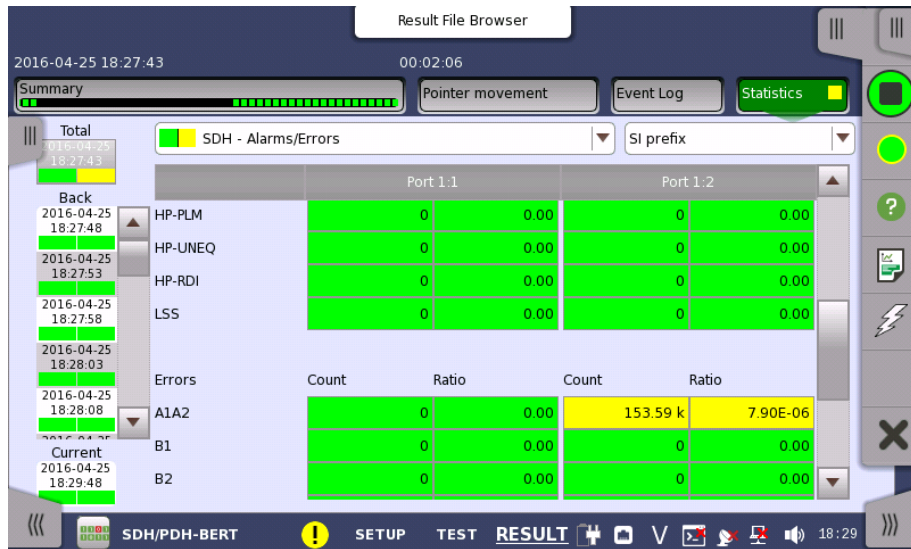 Result File Browser
2016-04-25 18:27:43 00:02:06
Summary Pointer movement Event Log Statistics
Total
2016-04-25
18:27:43
SDH - Alarms/Errors SI prefix
Port 1:1 Port 1:2
Back
2016-04-25
18:27:48
2016-04-25
18:27:53
2016-04-25
18:27:58
2016-04-25
18:28:03
2016-04-25
18:28:08
2016-04-25
Current
2016-04-25
18:29:48
HP-PLM 0 0.00 0 0.00
HP-UNEQ 0 0.00 0 0.00
HP-RDI 0 0.00 0 0.00
LSS 0 0.00 0 0.00
Errors Count Ratio Count Ratio
A1A2 0 0.00 153.59 k 7.90E-06
B1 0 0.00 0 0.00
B2 0 0.00 0 0.00
SDH/PDH-BERT SETUP TEST RESULT V 18:29